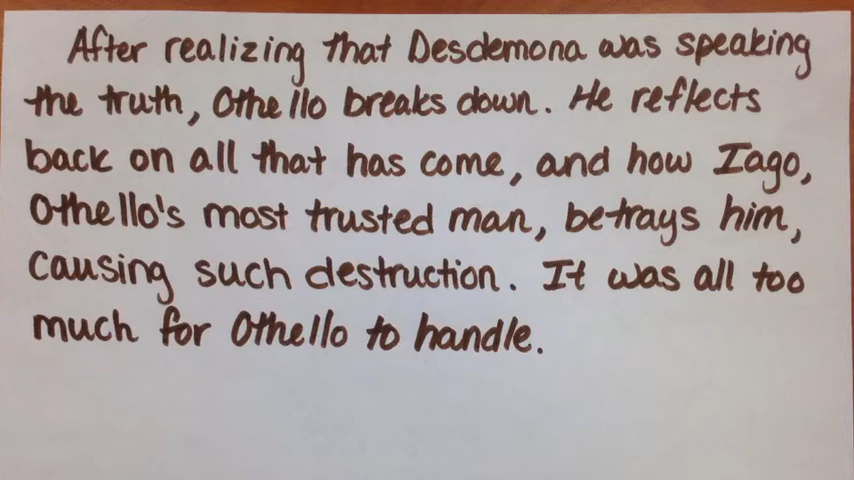 After realizing that Desdemona was speaking
the truth, Othello breaks down. He reflects
back on all that has come, and how Iago,
Othello's most trusted man, betrays him,
causing such destruction. It was all too
much for Othello to handle.